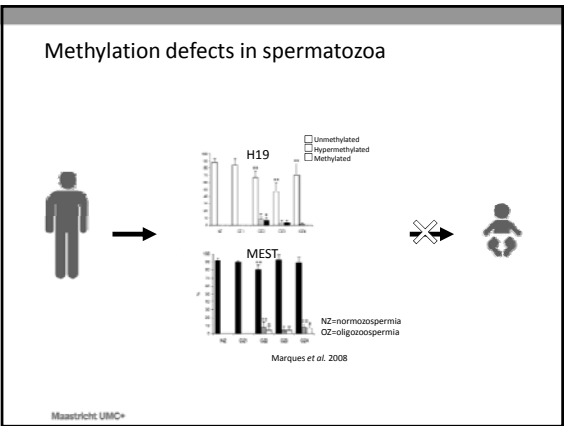 Methylation defects in spermatozoa
H19
Unmethylated
Hypermethylated
Methylated
MEST
NZ=normozospermia
OZ=oligozoospermia
Marques et al. 2008
Maastricht UMC+